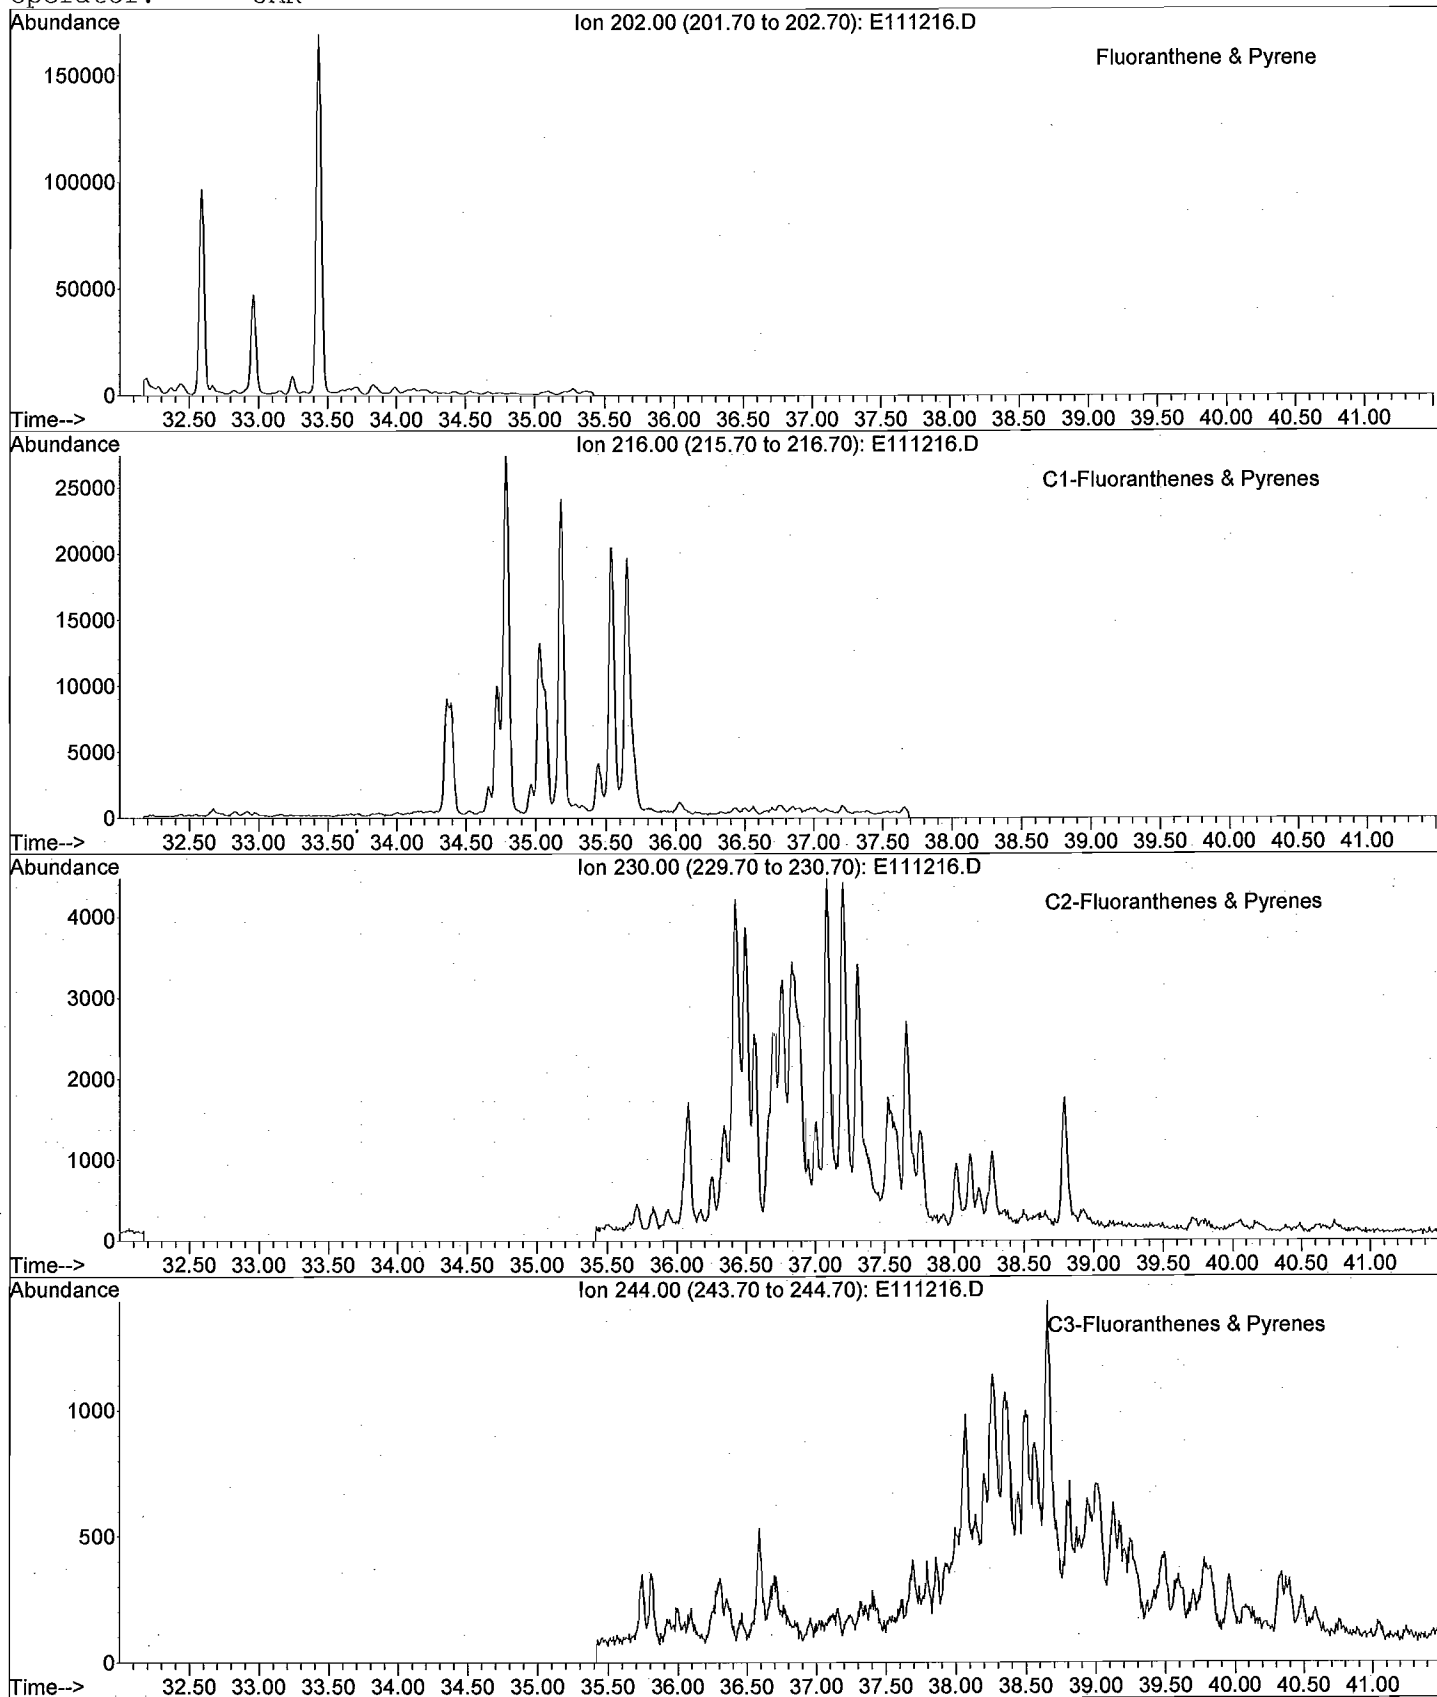 Abundance
Ion 202.00 (201.70 to 202.70): E111216.D
Fluoranthene & Pyrene
150000
100000
50000
0
Time--> 32.50 33.00 33.50 34.00 34.50 35.00 35.50 36.00 36.50 37.00 37.50 38.00 38.50 39.00 39.50 40.00 40.50 41.00
Abundance
Ion 216.00 (215.70 to 216.70): E111216.D
C1-Fluoranthenes & Pyrenes
25000
20000
15000
10000
5000
0
Time--> 32.50 33.00 33.50 34.00 34.50 35.00 35.50 36.00 36.50 37.00 37.50 38.00 38.50 39.00 39.50 40.00 40.50 41.00
Abundance
Ion 230.00 (229.70 to 230.70): E111216.D
C2-Fluoranthenes & Pyrenes
4000
3000
2000
1000
0
Time--> 32.50 33.00 33.50 34.00 34.50 35.00 35.50 36.00 36.50 37.00 37.50 38.00 38.50 39.00 39.50 40.00 40.50 41.00
Abundance
Ion 244.00 (243.70 to 244.70): E111216.D
C3-Fluoranthenes & Pyrenes
1000
500
0
Time--> 32.50 33.00 33.50 34.00 34.50 35.00 35.50 36.00 36.50 37.00 37.50 38.00 38.50 39.00 39.50 40.00 40.50 41.00